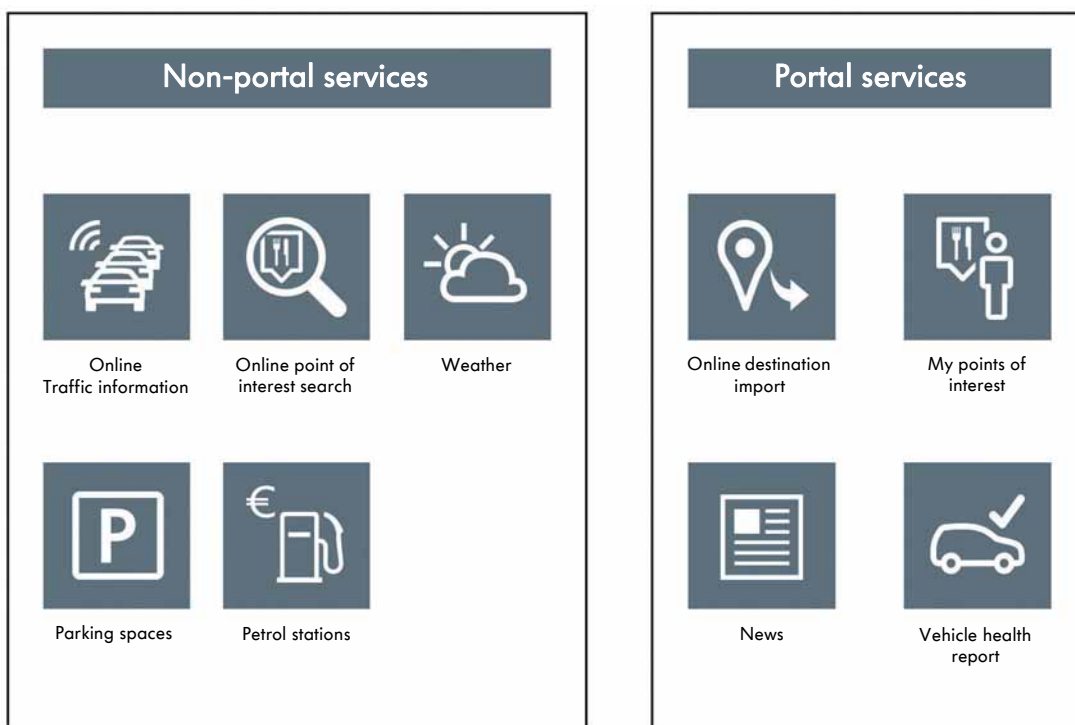 Non-portal services
Online
Traffic information
Online point of
interest search
Weather
P
€
Parking spaces
Petrol stations
Portal services
Online destination
import
My points of
interest
News
Vehicle health
report